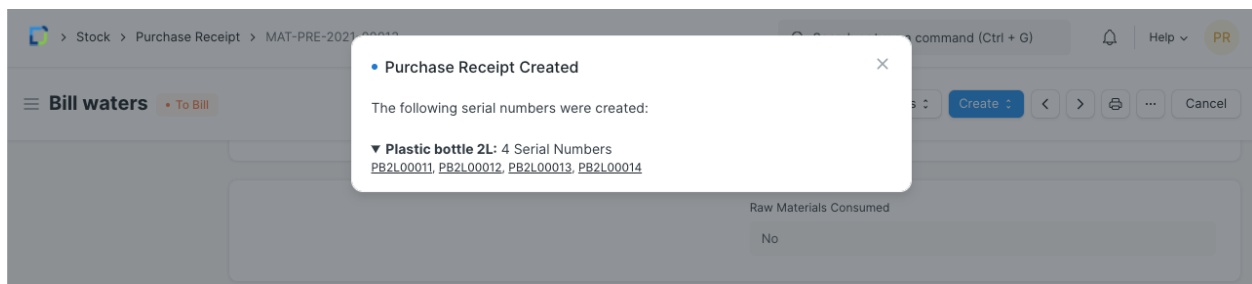 > Stock > Purchase Receipt > MAT-PRE-2021-00012
command (Ctrl + G)
Help
PR
• Purchase Receipt Created
Bill waters • To Bill
Create
...
Cancel
The following serial numbers were created:
▼ Plastic bottle 2L: 4 Serial Numbers
PB2L00011, PB2L00012, PB2L00013, PB2L00014
Raw Materials Consumed
No